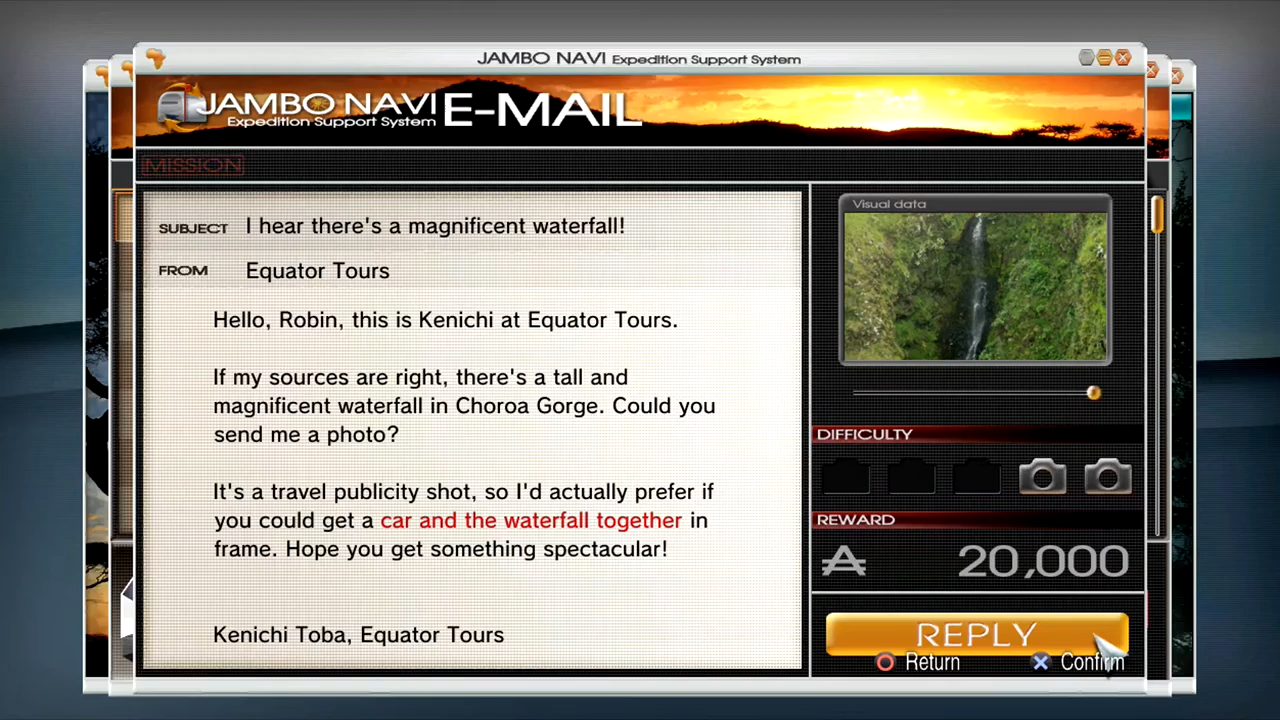 JAMBO NAVI Expedition Support System
JAMBO NAVI E-MAIL
Expedition Support System
MISSION
SUBJECT I hear there's a magnificent waterfall!
FROM Equator Tours
Hello, Robin, this is Kenichi at Equator Tours.
If my sources are right, there's a tall and
magnificent waterfall in Choroa Gorge. Could you
send me a photo?
It's a travel publicity shot, so I'd actually prefer if
you could get a car and the waterfall together in
frame. Hope you get something spectacular!
Kenichi Toba, Equator Tours
Visual data
DIFFICULTY
REWARD
20,000
REPLY
Return Confirm